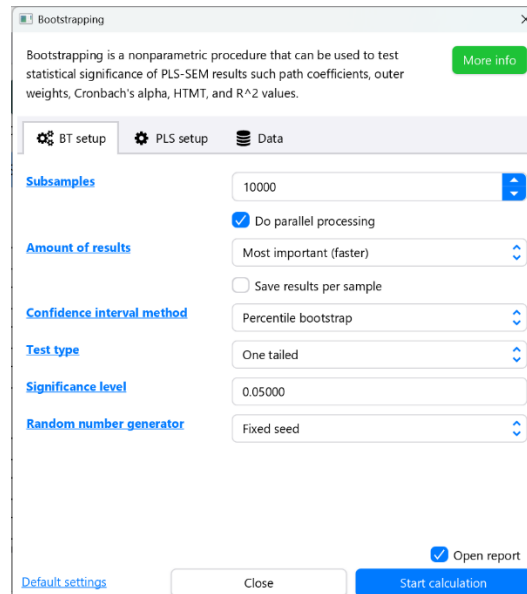 Bootstrapping
Bootstrapping is a nonparametric procedure that can be used to test
statistical significance of PLS-SEM results such path coefficients, outer
weights, Cronbach's alpha, HTMT, and R^2 values.
More info
BT setup
PLS setup
Data
Subsamples
10000
Do parallel processing
Amount of results
Most important (faster)
Save results per sample
Confidence interval method
Percentile bootstrap
Test type
One tailed
Significance level
0.05000
Random number generator
Fixed seed
Open report
Default settings
Close
Start calculation